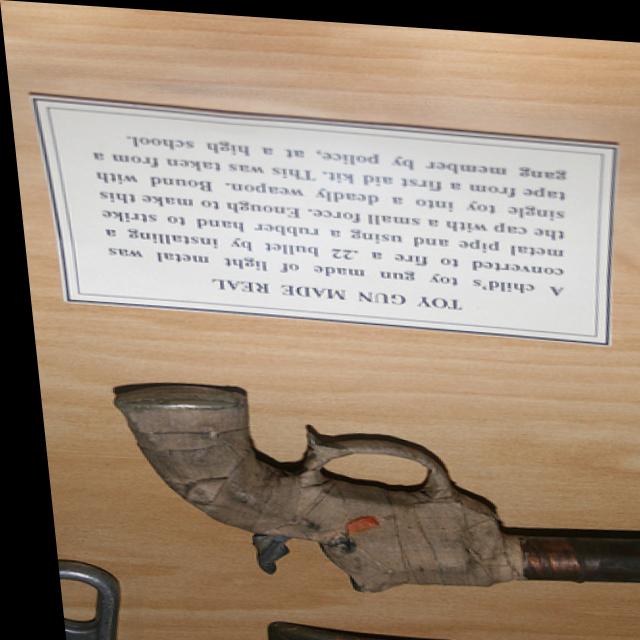 TOY GUN MADE REAL
A child's toy gun made of light metal was
converted to fire a .22 bullet by installing a
metal pipe and using a rubber hand to strike
the cap with a small force. Enough to make this
single toy into a deadly weapon. Bound with
tape from a first aid kit. This was taken from a
gang member by police, at a high school.